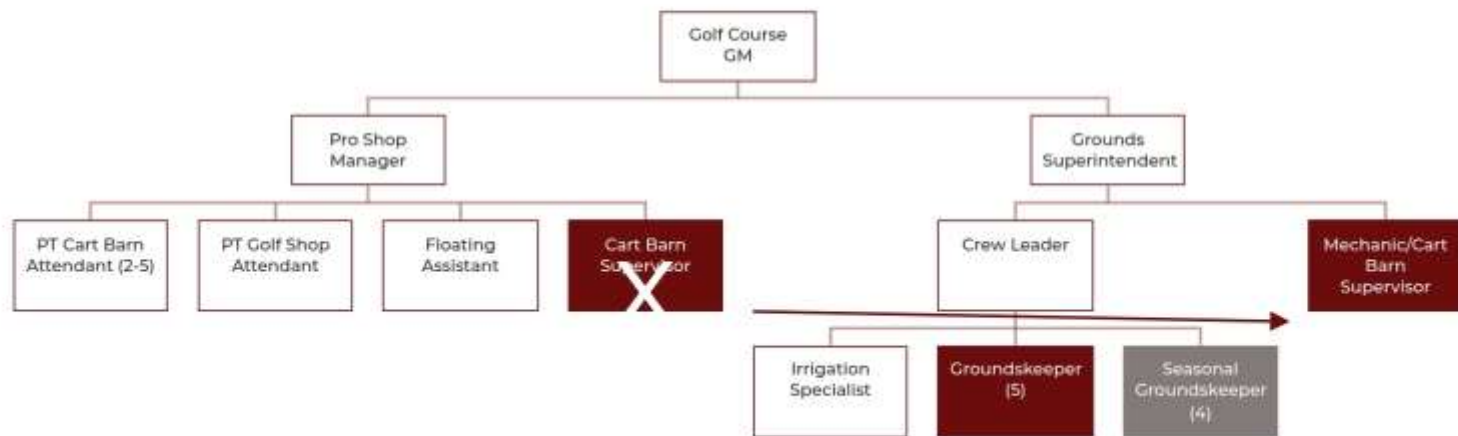 Golf Course
GM
Pro Shop
Manager
Grounds
Superintendent
PT Cart Barn
Attendant (2-5)
PT Golf Shop
Attendant
Floating
Assistant
Cart Barn
Supervisor
X
Crew Leader
Mechanic/Cart
Barn
Supervisor
Irrigation
Specialist
Groundskeeper
(5)
Seasonal
Groundskeeper
(4)